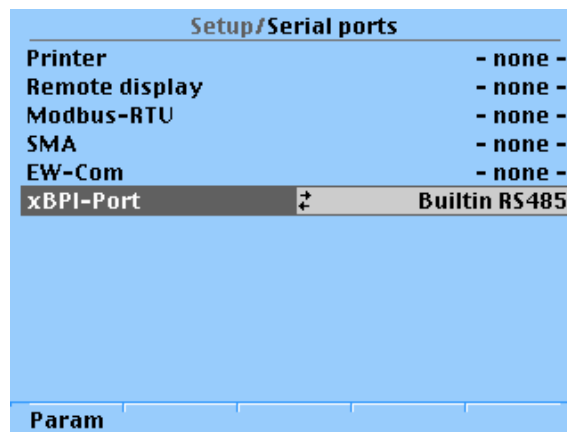 Setup/Serial ports
Printer - none -
Remote display - none -
Modbus-RTU - none -
SMA - none -
EW-Com - none -
xBPI-Port Builtin RS485
Param